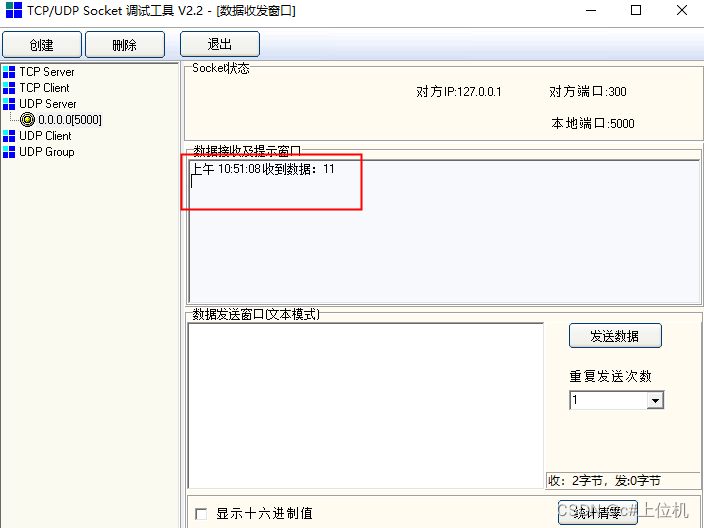 TCP/UDP Socket 调试工具 V2.2 - [数据收发窗口]
创建 删除 退出
TCP Server
TCP Client
UDP Server
0.0.0.0[5000]
UDP Client
UDP Group
Socket状态
对方IP:127.0.0.1 对方端口:300
本地端口:5000
数据接收及提示窗口
上午 10:51:08收到数据：11
数据发送窗口(文本模式)
发送数据
重复发送次数
1
收：2字节，发:0字节
显示十六进制值
统计清零
CSDN @c#上位机